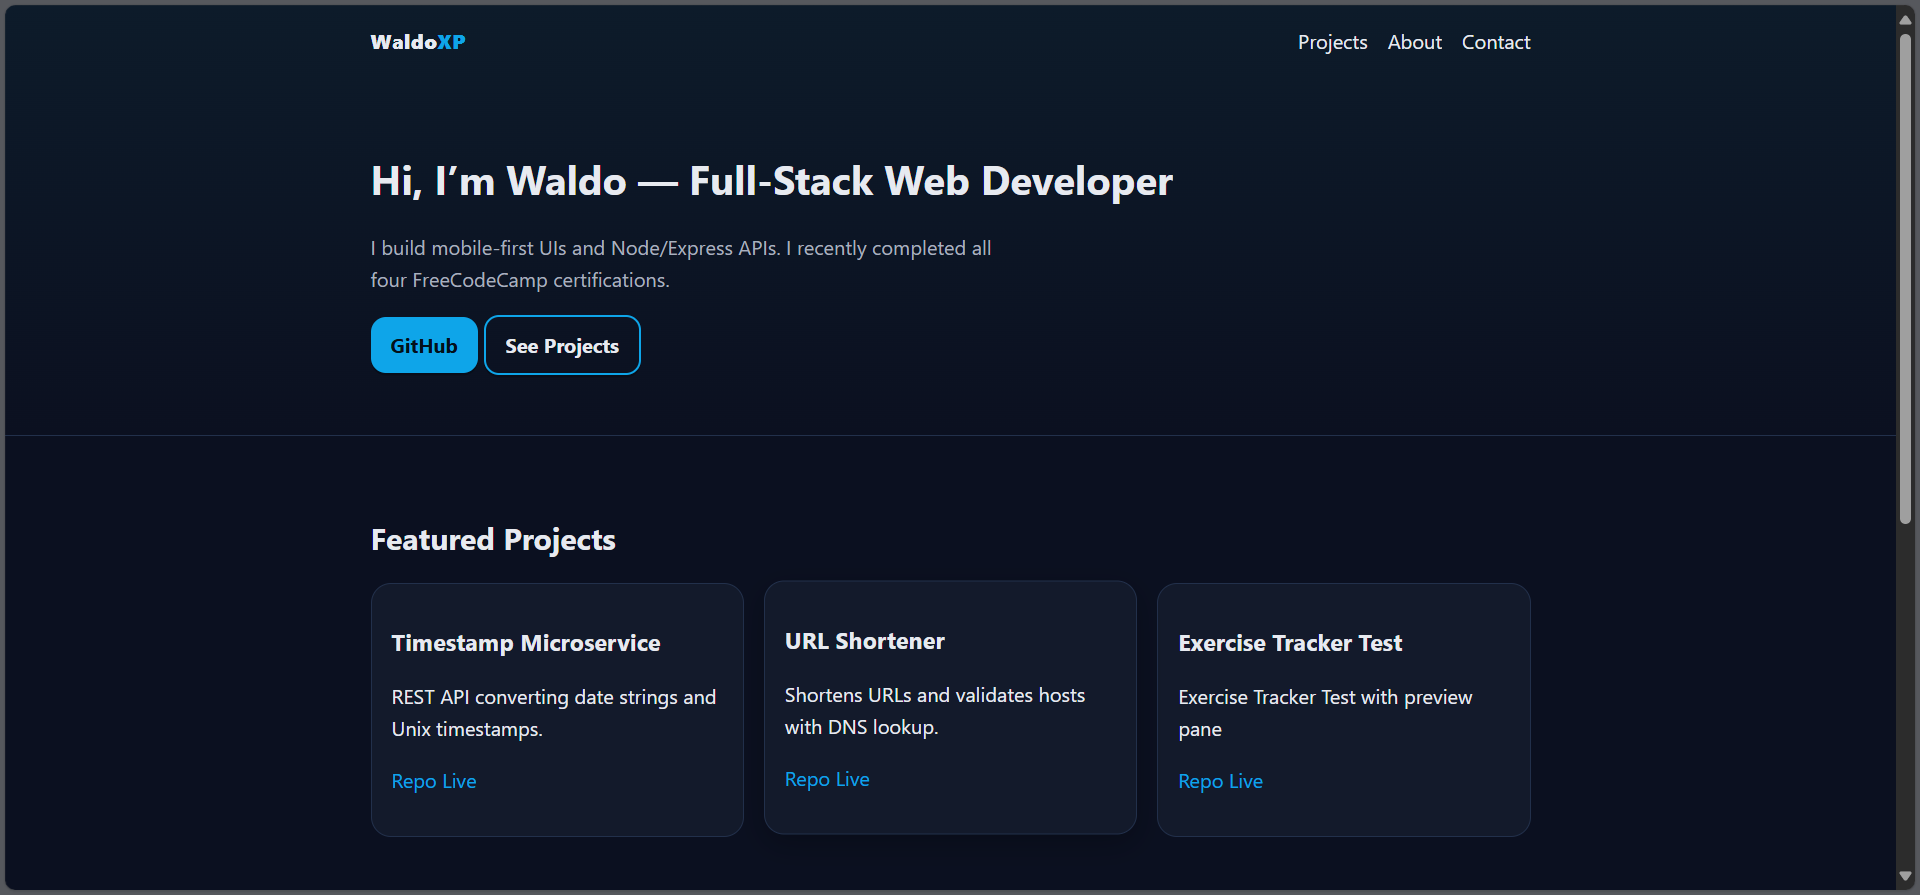 WaldoXP
Projects About Contact
Hi, I’m Waldo — Full-Stack Web Developer
I build mobile-first UIs and Node/Express APIs. I recently completed all
four FreeCodeCamp certifications.
GitHub See Projects
Featured Projects
Timestamp Microservice
REST API converting date strings and
Unix timestamps.
Repo Live
URL Shortener
Shortens URLs and validates hosts
with DNS lookup.
Repo Live
Exercise Tracker Test
Exercise Tracker Test with preview
pane
Repo Live